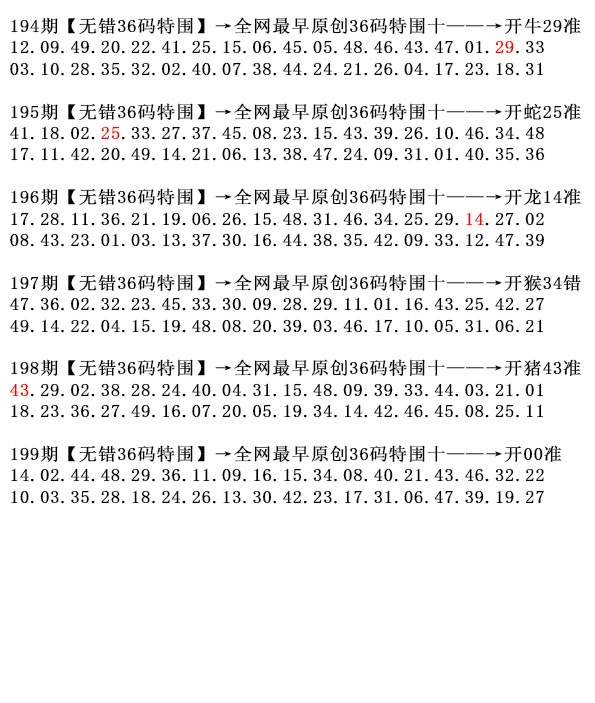 194期【无错36码特围】→全网最早原创36码特围十——→开牛29准
12.09.49.20.22.41.25.15.06.45.05.48.46.43.47.01.29.33
03.10.28.35.32.02.40.07.38.44.24.21.26.04.17.23.18.31
195期【无错36码特围】→全网最早原创36码特围十——→开蛇25准
41.18.02.25.33.27.37.45.08.23.15.43.39.26.10.46.34.48
17.11.42.20.49.14.21.06.13.38.47.24.09.31.01.40.35.36
196期【无错36码特围】→全网最早原创36码特围十——→开龙14准
17.28.11.36.21.19.06.26.15.48.31.46.34.25.29.14.27.02
08.43.23.01.03.13.37.30.16.44.38.35.42.09.33.12.47.39
197期【无错36码特围】→全网最早原创36码特围十——→开猴34错
47.36.02.32.23.45.33.30.09.28.29.11.01.16.43.25.42.27
49.14.22.04.15.19.48.08.20.39.03.46.17.10.05.31.06.21
198期【无错36码特围】→全网最早原创36码特围十——→开猪43准
43.29.02.38.28.24.40.04.31.15.48.09.39.33.44.03.21.01
18.23.36.27.49.16.07.20.05.19.34.14.42.46.45.08.25.11
199期【无错36码特围】→全网最早原创36码特围十——→开00准
14.02.44.48.29.36.11.09.16.15.34.08.40.21.43.46.32.22
10.03.35.28.18.24.26.13.30.42.23.17.31.06.47.39.19.27